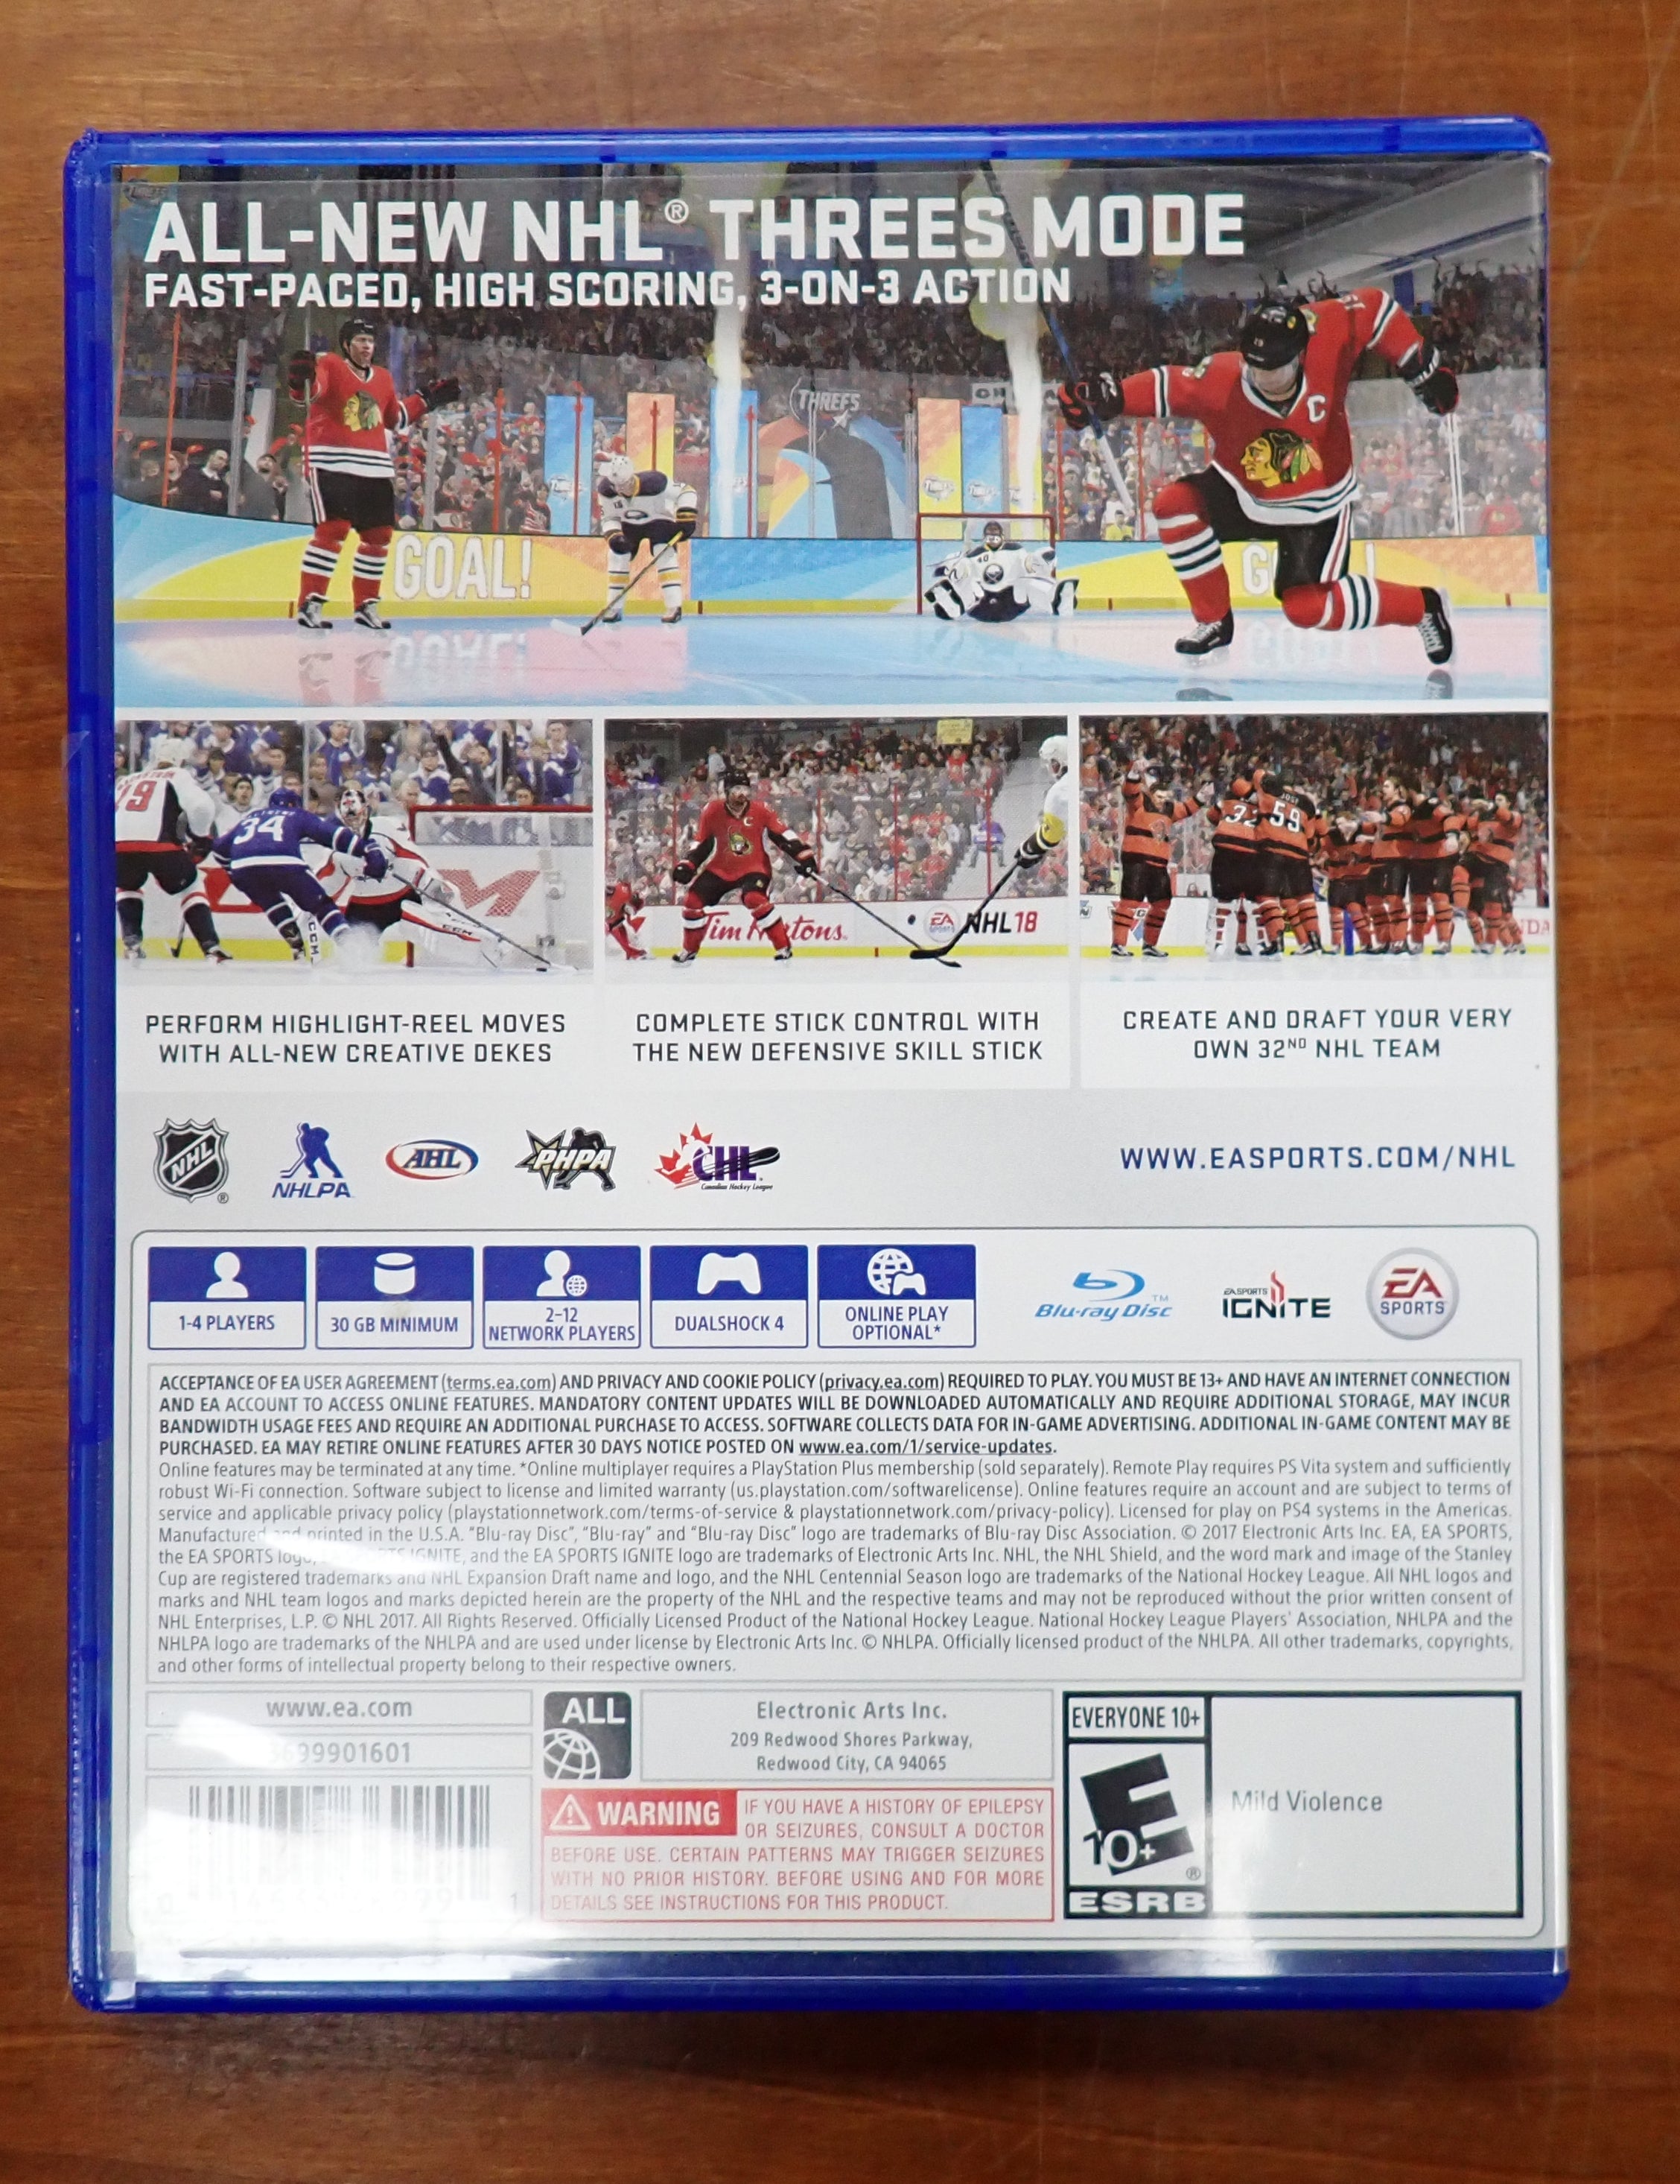 ALL-NEW NHL® THREES MODE
FAST-PACED, HIGH SCORING, 3-ON-3 ACTION
THREES
C
GOAL!
40
19
34
CCM
C
Tim Hortons
EA SPORTS NHL18
32 59
PERFORM HIGHLIGHT-REEL MOVES
WITH ALL-NEW CREATIVE DEKES
COMPLETE STICK CONTROL WITH
THE NEW DEFENSIVE SKILL STICK
CREATE AND DRAFT YOUR VERY
OWN 32ND NHL TEAM
NHL®
NHLPA
AHL
PHPA
CHL
Canadian Hockey League
WWW.EASPORTS.COM/NHL
1-4 PLAYERS
30 GB MINIMUM
2-12
NETWORK PLAYERS
DUALSHOCK 4
ONLINE PLAY
OPTIONAL*
Blu-ray Disc™
EA SPORTS
IGNITE
EA
SPORTS
ACCEPTANCE OF EA USER AGREEMENT (terms.ea.com) AND PRIVACY AND COOKIE POLICY (privacy.ea.com) REQUIRED TO PLAY. YOU MUST BE 13+ AND HAVE AN INTERNET CONNECTION
AND EA ACCOUNT TO ACCESS ONLINE FEATURES. MANDATORY CONTENT UPDATES WILL BE DOWNLOADED AUTOMATICALLY AND REQUIRE ADDITIONAL STORAGE, MAY INCUR
BANDWIDTH USAGE FEES AND REQUIRE AN ADDITIONAL PURCHASE TO ACCESS. SOFTWARE COLLECTS DATA FOR IN-GAME ADVERTISING. ADDITIONAL IN-GAME CONTENT MAY BE
PURCHASED. EA MAY RETIRE ONLINE FEATURES AFTER 30 DAYS NOTICE POSTED ON www.ea.com/1/service-updates.
Online features may be terminated at any time. *Online multiplayer requires a PlayStation Plus membership (sold separately). Remote Play requires PS Vita system and sufficiently
robust Wi-Fi connection. Software subject to license and limited warranty (us.playstation.com/softwarelicense). Online features require an account and are subject to terms of
service and applicable privacy policy (playstationnetwork.com/terms-of-service & playstationnetwork.com/privacy-policy). Licensed for play on PS4 systems in the Americas.
Manufactured and printed in the U.S.A. "Blu-ray Disc", "Blu-ray" and "Blu-ray Disc" logo are trademarks of Blu-ray Disc Association. © 2017 Electronic Arts Inc. EA, EA SPORTS,
the EA SPORTS logo, IGNITE, and the EA SPORTS IGNITE logo are trademarks of Electronic Arts Inc. NHL, the NHL Shield, and the word mark and image of the Stanley
Cup are registered trademarks and NHL Expansion Draft name and logo, and the NHL Centennial Season logo are trademarks of the National Hockey League. All NHL logos and
marks and NHL team logos and marks depicted herein are the property of the NHL and the respective teams and may not be reproduced without the prior written consent of
NHL Enterprises, L.P. © NHL 2017. All Rights Reserved. Officially Licensed Product of the National Hockey League. National Hockey League Players' Association, NHLPA and the
NHLPA logo are trademarks of the NHLPA and are used under license by Electronic Arts Inc. © NHLPA. Officially licensed product of the NHLPA. All other trademarks, copyrights,
and other forms of intellectual property belong to their respective owners.
www.ea.com
ALL
Electronic Arts Inc.
209 Redwood Shores Parkway,
Redwood City, CA 94065
WARNING IF YOU HAVE A HISTORY OF EPILEPSY
OR SEIZURES, CONSULT A DOCTOR
BEFORE USE. CERTAIN PATTERNS MAY TRIGGER SEIZURES
WITH NO PRIOR HISTORY. BEFORE USING AND FOR MORE
DETAILS SEE INSTRUCTIONS FOR THIS PRODUCT.
EVERYONE 10+
E
10+
®
ESRB
Mild Violence